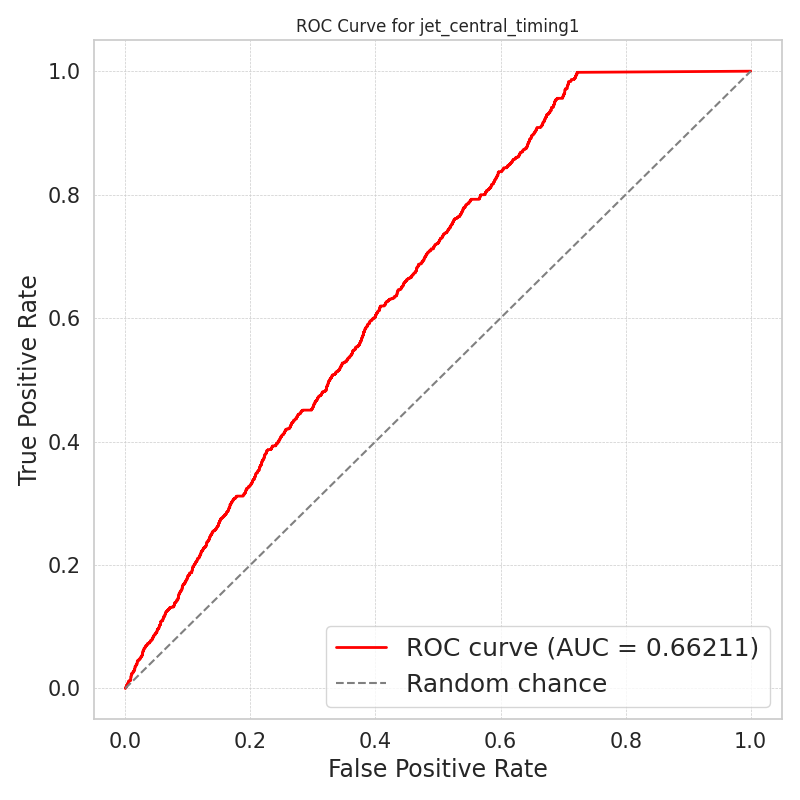 ROC Curve for jet_central_timing1
True Positive Rate
1.0
0.8
0.6
0.4
0.2
0.0
ROC curve (AUC = 0.66211)
Random chance
0.0 0.2 0.4 0.6 0.8 1.0
False Positive Rate